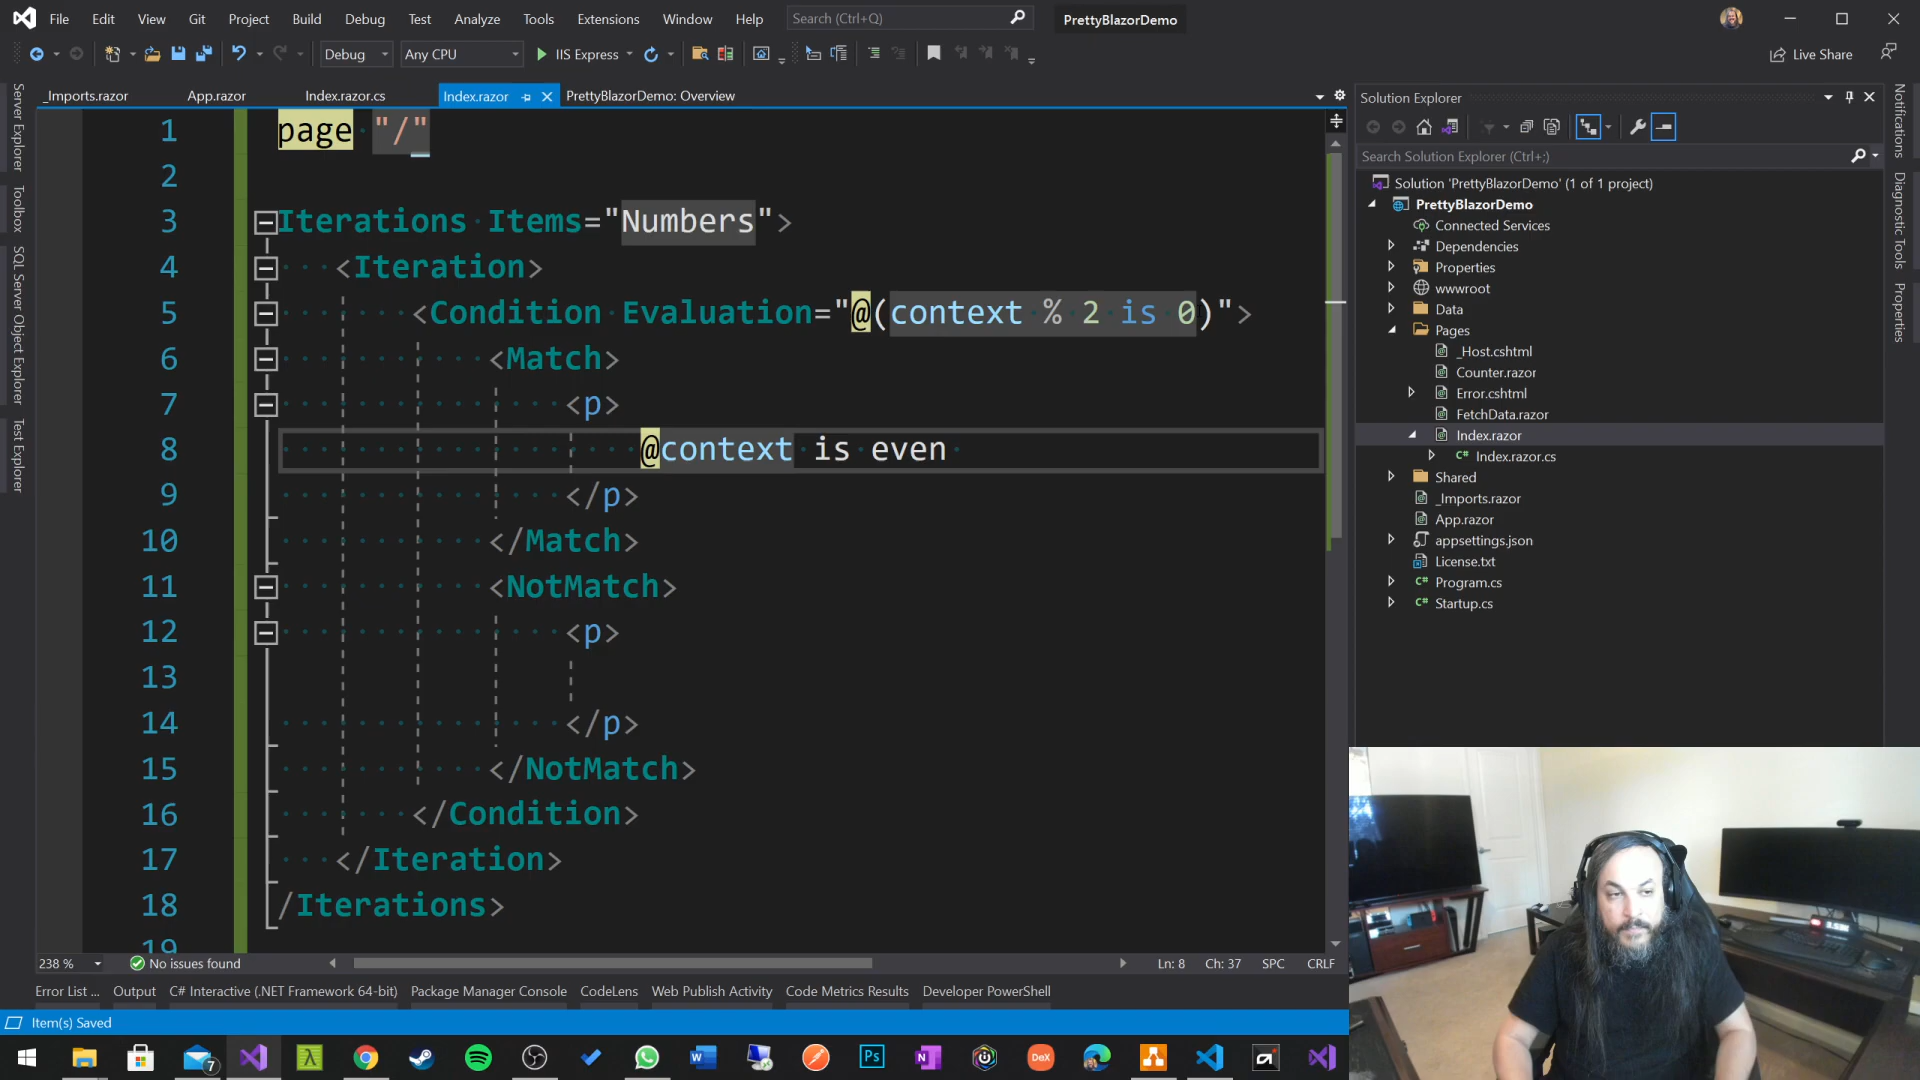 File Edit View Git Project Build Debug Test Analyze Tools Extensions Window Help Search (Ctrl+Q) PrettyBlazorDemo
Debug Any CPU IIS Express Live Share
_Imports.razor App.razor Index.razor.cs Index.razor PrettyBlazorDemo: Overview
Server Explorer
Toolbox
SQL Server Object Explorer
Test Explorer
1 page "/"
2
3 Iterations Items="Numbers">
4 <Iteration>
5 <Condition Evaluation="@(context % 2 is 0)">
6 <Match>
7 <p>
8 @context is even
9 </p>
10 </Match>
11 <NotMatch>
12 <p>
13
14 </p>
15 </NotMatch>
16 </Condition>
17 </Iteration>
18 /Iterations>
19
238 % No issues found Ln: 8 Ch: 37 SPC CRLF
Error List ... Output C# Interactive (.NET Framework 64-bit) Package Manager Console CodeLens Web Publish Activity Code Metrics Results Developer PowerShell
Item(s) Saved
Solution Explorer
Search Solution Explorer (Ctrl+;)
Solution 'PrettyBlazorDemo' (1 of 1 project)
PrettyBlazorDemo
Connected Services
Dependencies
Properties
wwwroot
Data
Pages
_Host.cshtml
Counter.razor
Error.cshtml
FetchData.razor
Index.razor
C# Index.razor.cs
Shared
_Imports.razor
App.razor
appsettings.json
License.txt
C# Program.cs
C# Startup.cs
Notifications
Diagnostic Tools
Properties
7
W
Ps
N
DeX